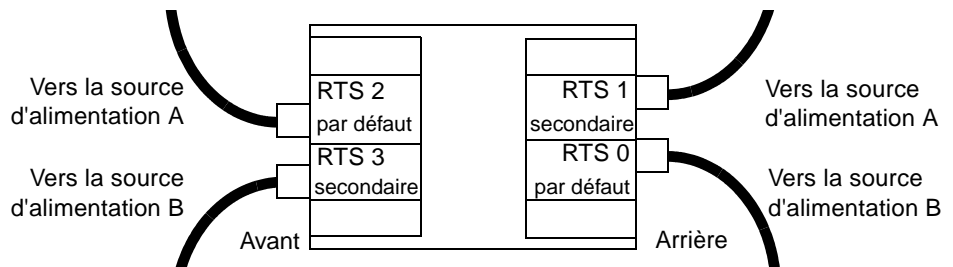 Vers la source
d'alimentation A
RTS 2
par défaut
RTS 3
secondaire
Vers la source
d'alimentation B
Avant
RTS 1
secondaire
RTS 0
par défaut
Vers la source
d'alimentation A
Vers la source
d'alimentation B
Arrière